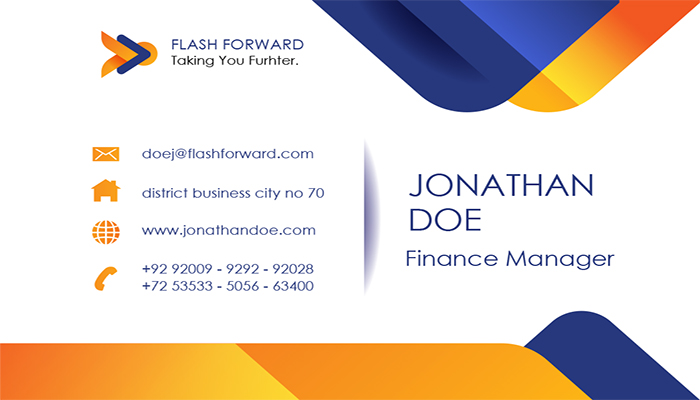 FLASH FORWARD
Taking You Furhter.
doej@flashforward.com
district business city no 70
www.jonathandoe.com
+92 92009 - 9292 - 92028
+72 53533 - 5056 - 63400
JONATHAN
DOE
Finance Manager